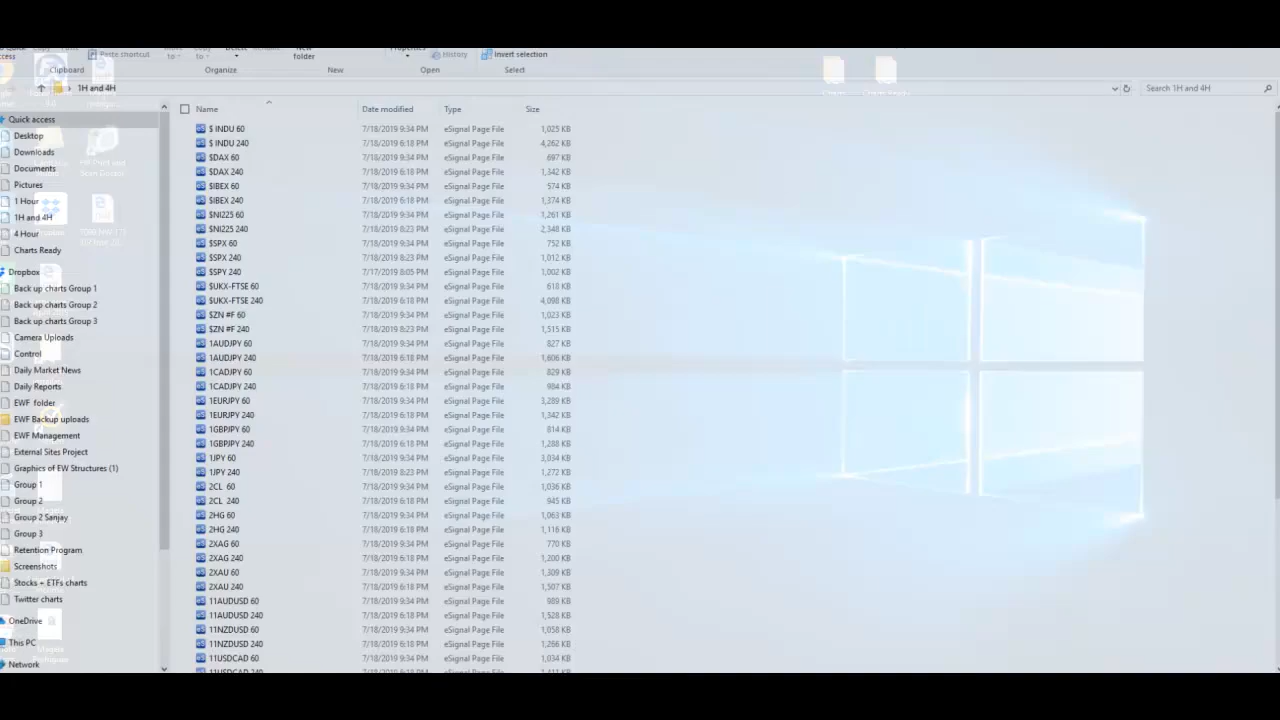 Paste shortcut
New
folder
History
Invert selection
Clipboard
Organize
New
Open
Select
1H and 4H
Search 1H and 4H
Name Date modified Type Size
Quick access
Desktop
Downloads
Documents
Pictures
1 Hour
1H and 4H
4 Hour
Charts Ready
Dropbox
Back up charts Group 1
Back up charts Group 2
Back up charts Group 3
Camera Uploads
Control
Daily Market News
Daily Reports
EWF folder
EWF Backup uploads
EWF Management
External Sites Project
Graphics of EW Structures (1)
Group 1
Group 2
Group 2 Sanjay
Group 3
Retention Program
Screenshots
Stocks + ETFs charts
Twitter charts
OneDrive
This PC
Network
$ INDU 60 7/18/2019 9:34 PM eSignal Page File 1,025 KB
$ INDU 240 7/18/2019 6:18 PM eSignal Page File 4,262 KB
$DAX 60 7/18/2019 9:34 PM eSignal Page File 697 KB
$DAX 240 7/18/2019 6:18 PM eSignal Page File 1,342 KB
$IBEX 60 7/18/2019 9:34 PM eSignal Page File 574 KB
$IBEX 240 7/18/2019 6:18 PM eSignal Page File 1,374 KB
$NI225 60 7/18/2019 9:34 PM eSignal Page File 1,261 KB
$NI225 240 7/18/2019 8:23 PM eSignal Page File 2,348 KB
$SPX 60 7/18/2019 9:34 PM eSignal Page File 752 KB
$SPX 240 7/18/2019 8:23 PM eSignal Page File 1,012 KB
$SPY 240 7/17/2019 8:05 PM eSignal Page File 1,002 KB
$UKX-FTSE 60 7/18/2019 9:34 PM eSignal Page File 618 KB
$UKX-FTSE 240 7/18/2019 6:18 PM eSignal Page File 4,098 KB
$ZN #F 60 7/18/2019 9:34 PM eSignal Page File 1,023 KB
$ZN #F 240 7/18/2019 8:23 PM eSignal Page File 1,515 KB
1AUDJPY 60 7/18/2019 9:34 PM eSignal Page File 827 KB
1AUDJPY 240 7/18/2019 6:18 PM eSignal Page File 1,606 KB
1CADJPY 60 7/18/2019 9:34 PM eSignal Page File 829 KB
1CADJPY 240 7/18/2019 6:18 PM eSignal Page File 984 KB
1EURJPY 60 7/18/2019 9:34 PM eSignal Page File 3,289 KB
1EURJPY 240 7/18/2019 6:18 PM eSignal Page File 1,342 KB
1GBPJPY 60 7/18/2019 9:34 PM eSignal Page File 814 KB
1GBPJPY 240 7/18/2019 6:18 PM eSignal Page File 1,288 KB
1JPY 60 7/18/2019 9:34 PM eSignal Page File 3,034 KB
1JPY 240 7/18/2019 8:23 PM eSignal Page File 1,272 KB
2CL 60 7/18/2019 9:34 PM eSignal Page File 1,036 KB
2CL 240 7/18/2019 6:18 PM eSignal Page File 945 KB
2HG 60 7/18/2019 9:34 PM eSignal Page File 1,063 KB
2HG 240 7/18/2019 6:18 PM eSignal Page File 1,116 KB
2XAG 60 7/18/2019 9:34 PM eSignal Page File 770 KB
2XAG 240 7/18/2019 6:18 PM eSignal Page File 1,200 KB
2XAU 60 7/18/2019 9:34 PM eSignal Page File 1,309 KB
2XAU 240 7/18/2019 6:18 PM eSignal Page File 1,507 KB
11AUDUSD 60 7/18/2019 9:34 PM eSignal Page File 989 KB
11AUDUSD 240 7/18/2019 6:18 PM eSignal Page File 1,528 KB
11NZDUSD 60 7/18/2019 9:34 PM eSignal Page File 1,058 KB
11NZDUSD 240 7/18/2019 6:18 PM eSignal Page File 1,266 KB
11USDCAD 60 7/18/2019 9:34 PM eSignal Page File 1,034 KB